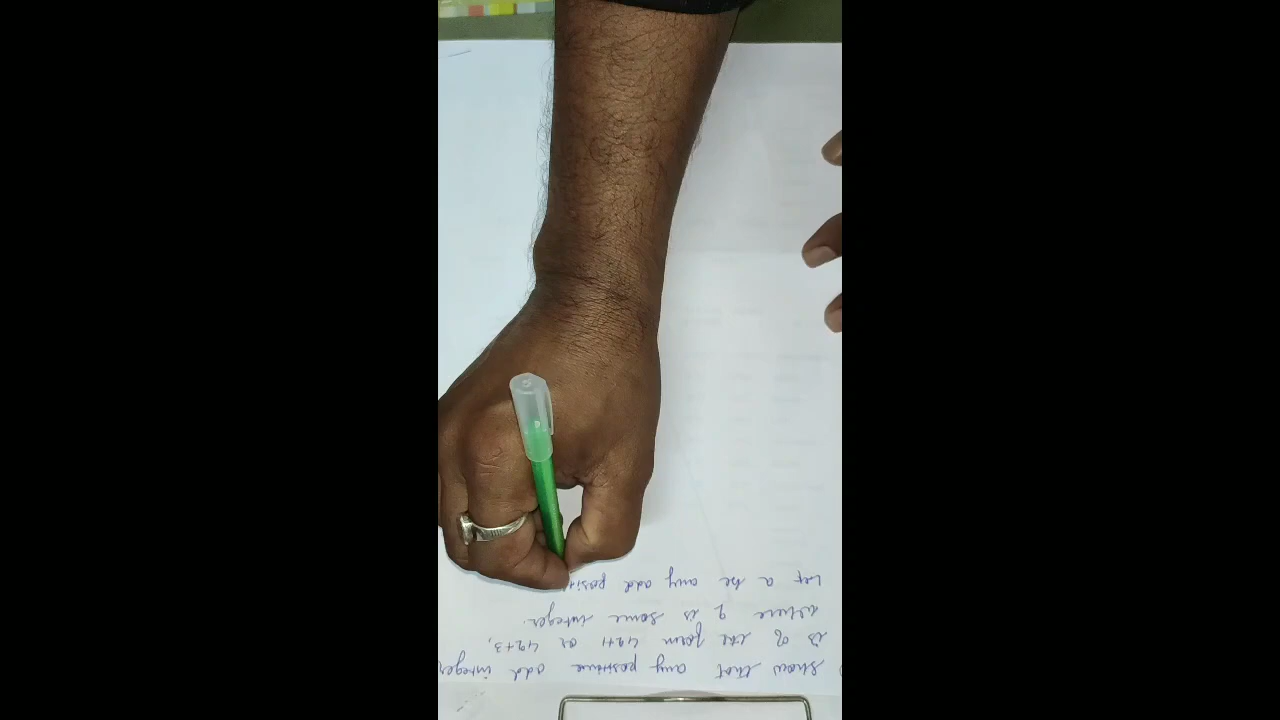 Show that any positive odd integer
is of the form 4q+1 or 4q+3,
where q is some integer.
Let a be any odd posit